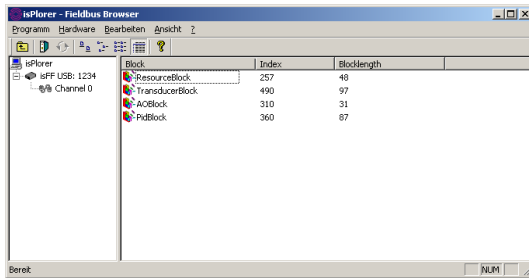 isPlorer - Fieldbus Browser
Programm Hardware Bearbeiten Ansicht ?
isPlorer
isFF USB: 1234
Channel 0
Block Index Blocklength
ResourceBlock 257 48
TransducerBlock 490 97
AOBlock 310 31
PidBlock 360 87
Bereit NUM